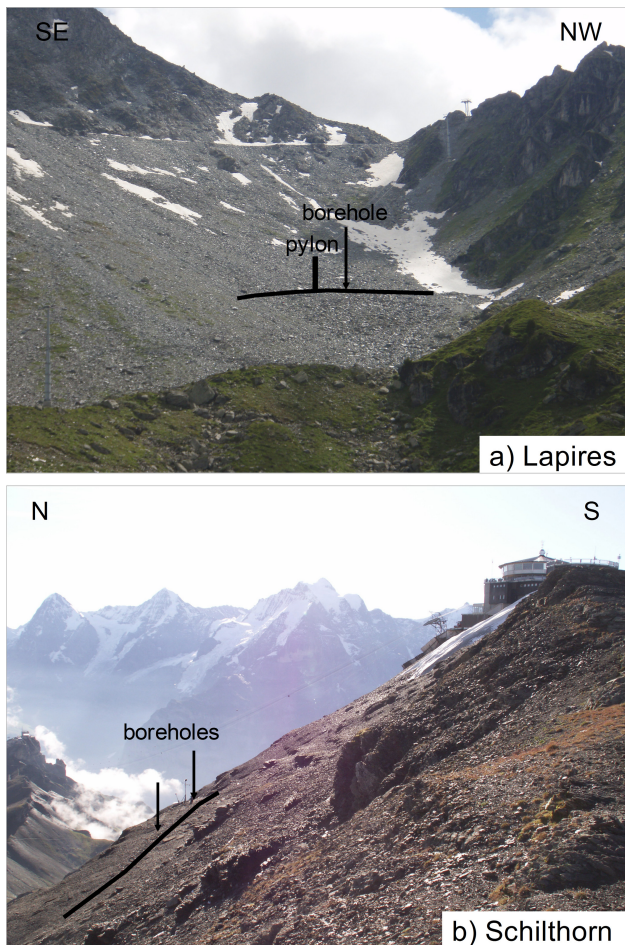 SE
NW
borehole
pylon
a) Lapires
N
S
boreholes
b) Schilthorn